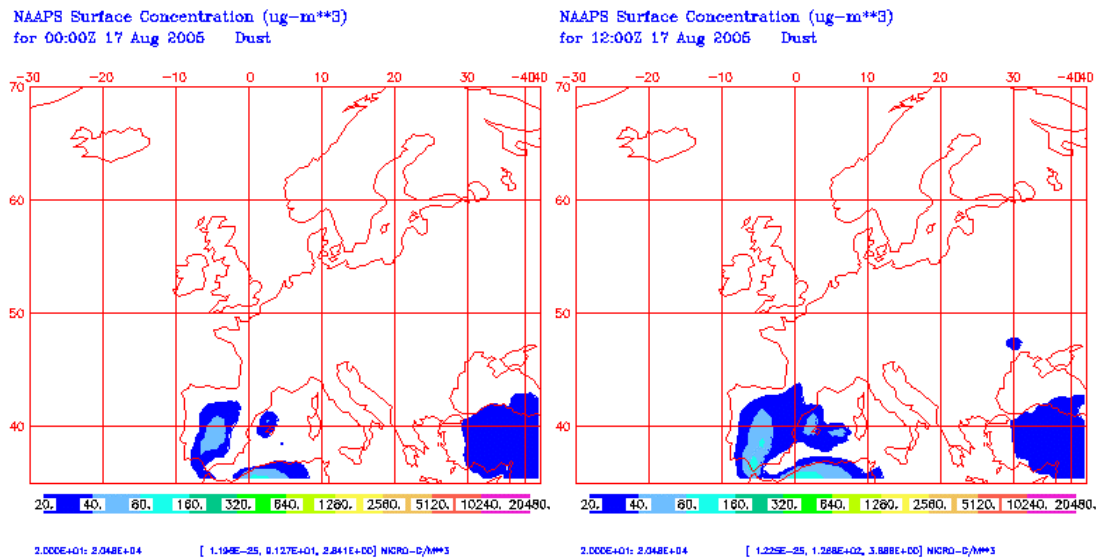 NAAPS Surface Concentration (ug-m**3)
for 00:00Z 17 Aug 2005 Dust
-30 -20 -10 0 10 20 30 -4040
70
60
50
40
20. 40. 80. 160. 320. 640. 1280. 2560. 5120. 10240. 20480.
2.000E+01: 2.048E+04 [ 1.199E-25, 9.127E+01, 2.841E+00] MICRO-G/M**3
NAAPS Surface Concentration (ug-m**3)
for 12:00Z 17 Aug 2005 Dust
-30 -20 -10 0 10 20 30 -4040
70
60
50
40
20. 40. 80. 160. 320. 640. 1280. 2560. 5120. 10240. 20480.
2.000E+01: 2.048E+04 [ 1.225E-25, 1.268E+02, 3.888E+00] MICRO-G/M**3